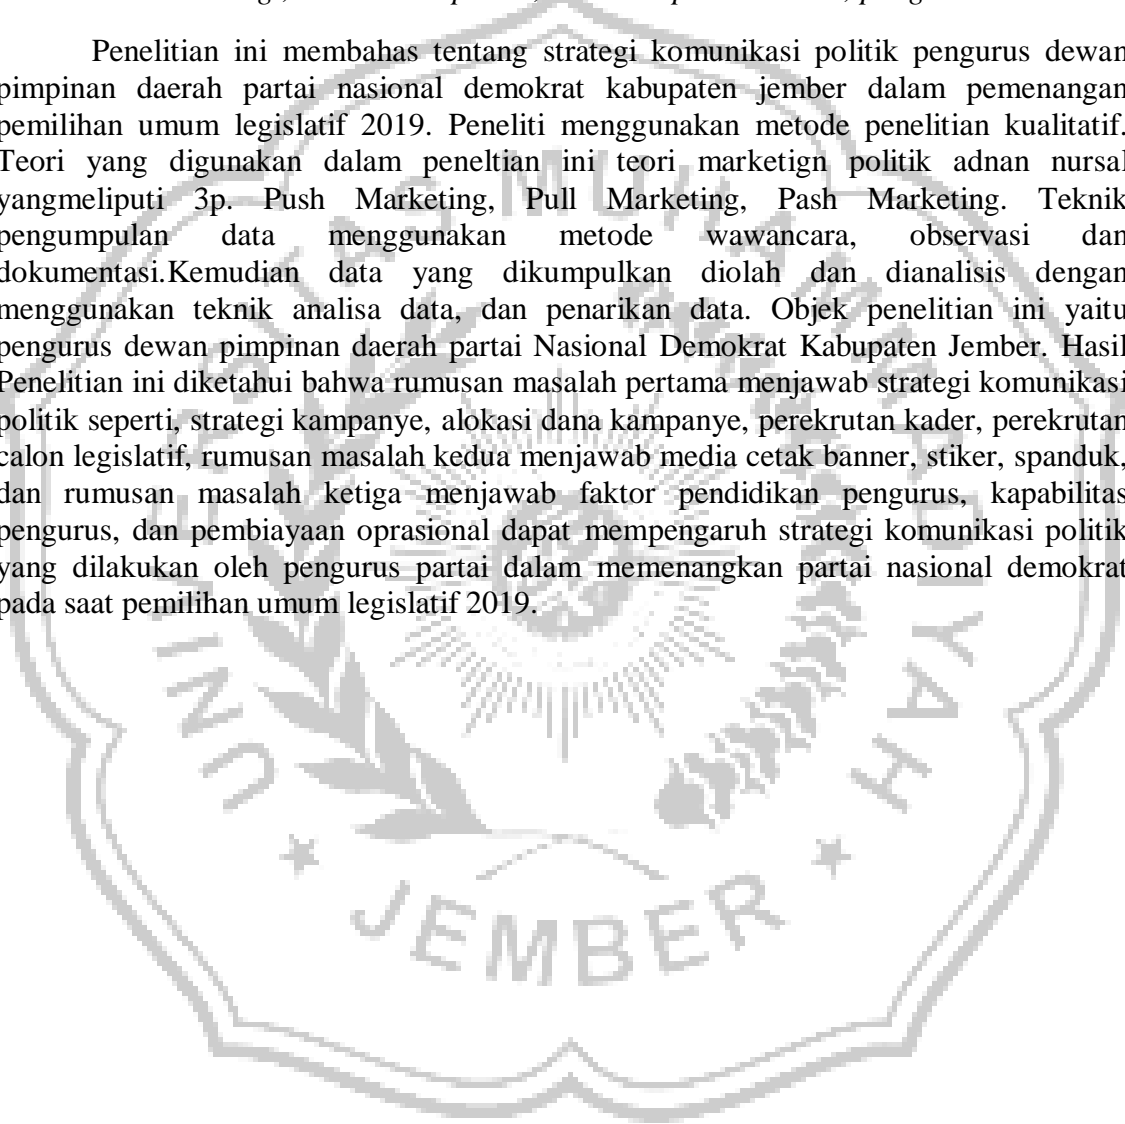 Penelitian ini membahas tentang strategi komunikasi politik pengurus dewan
pimpinan daerah partai nasional demokrat kabupaten jember dalam pemenangan
pemilihan umum legislatif 2019. Peneliti menggunakan metode penelitian kualitatif.
Teori yang digunakan dalam peneltian ini teori marketign politik adnan nursal
yangmeliputi 3p. Push Marketing, Pull Marketing, Pash Marketing. Teknik
pengumpulan data menggunakan metode wawancara, observasi dan
dokumentasi.Kemudian data yang dikumpulkan diolah dan dianalisis dengan
menggunakan teknik analisa data, dan penarikan data. Objek penelitian ini yaitu
pengurus dewan pimpinan daerah partai Nasional Demokrat Kabupaten Jember. Hasil
Penelitian ini diketahui bahwa rumusan masalah pertama menjawab strategi komunikasi
politik seperti, strategi kampanye, alokasi dana kampanye, perekrutan kader, perekrutan
calon legislatif, rumusan masalah kedua menjawab media cetak banner, stiker, spanduk,
dan rumusan masalah ketiga menjawab faktor pendidikan pengurus, kapabilitas
pengurus, dan pembiayaan oprasional dapat mempengaruh strategi komunikasi politik
yang dilakukan oleh pengurus partai dalam memenangkan partai nasional demokrat
pada saat pemilihan umum legislatif 2019.
UNIVERSITAS MUHAMMADIYAH
JEMBER